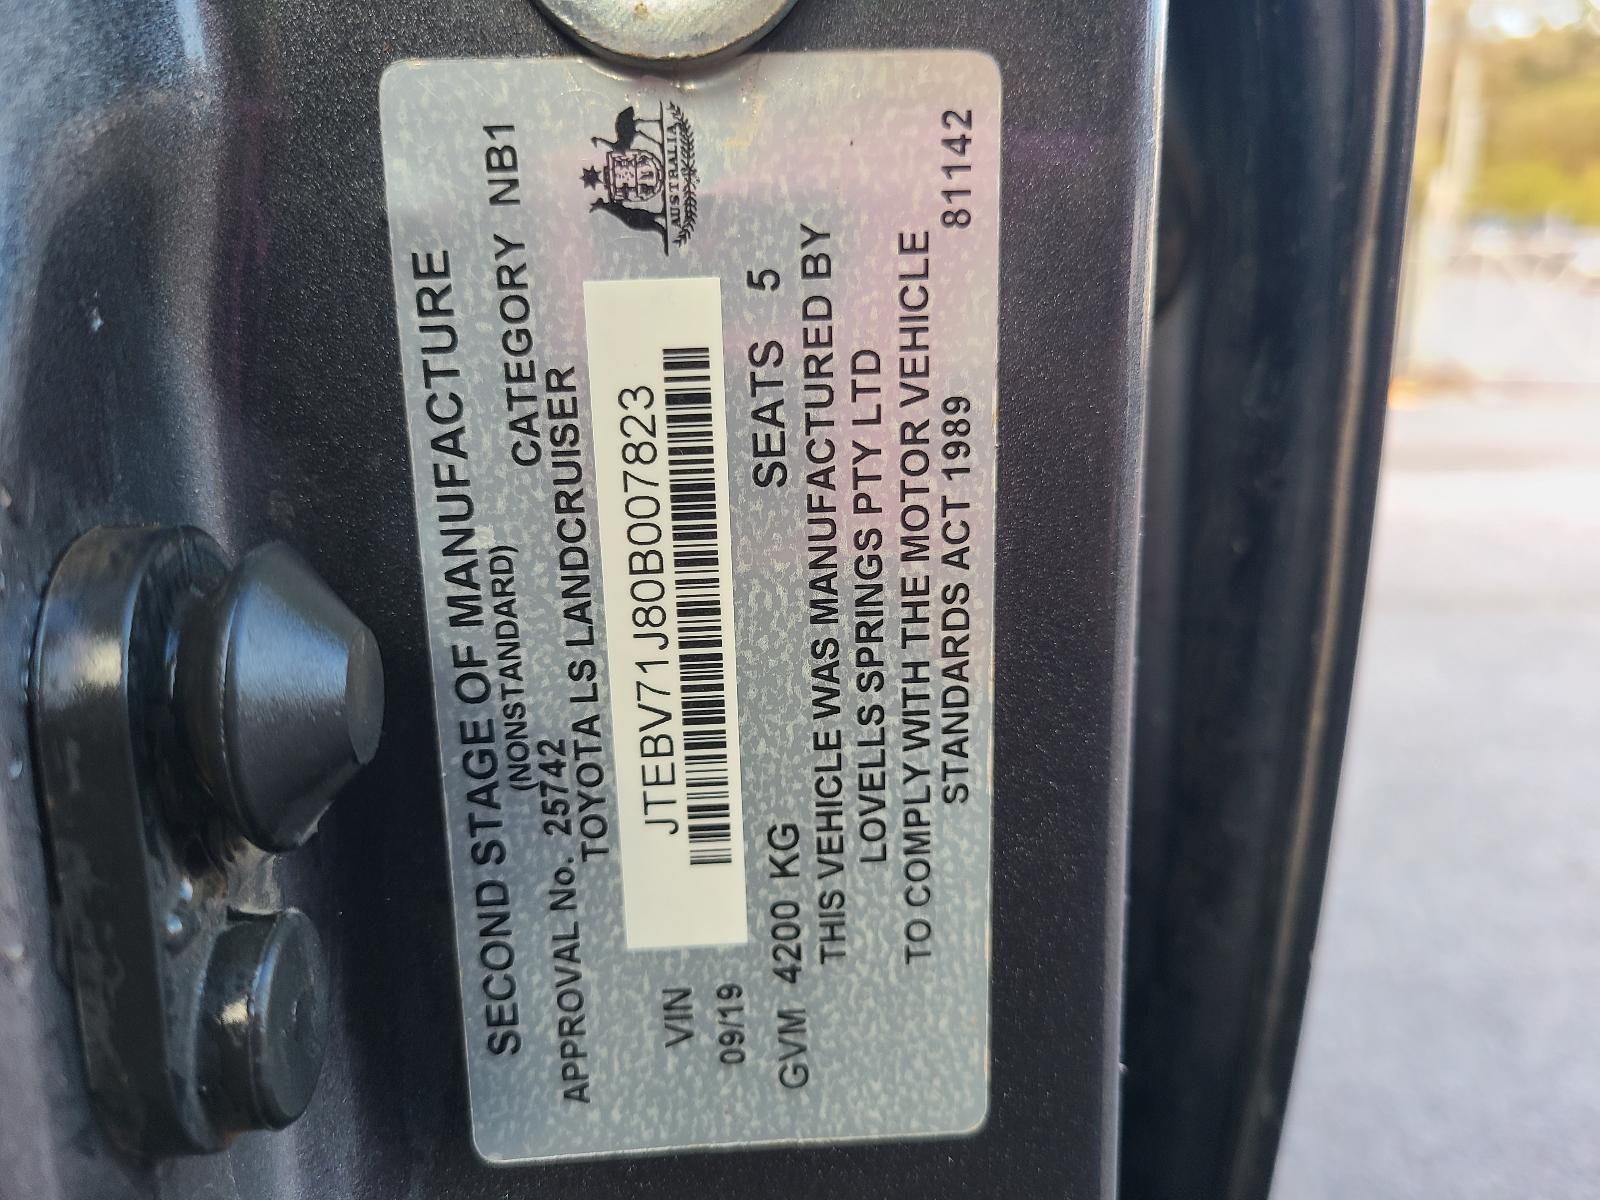 SECOND STAGE OF MANUFACTURE
(NONSTANDARD)
APPROVAL No. 25742 CATEGORY NB1
TOYOTA LS LANDCRUISER
VIN JTEBV71J80B007823
09/19
AUSTRALIA
GVM 4200 KG SEATS 5
THIS VEHICLE WAS MANUFACTURED BY
LOVELLS SPRINGS PTY LTD
TO COMPLY WITH THE MOTOR VEHICLE
STANDARDS ACT 1989 81142